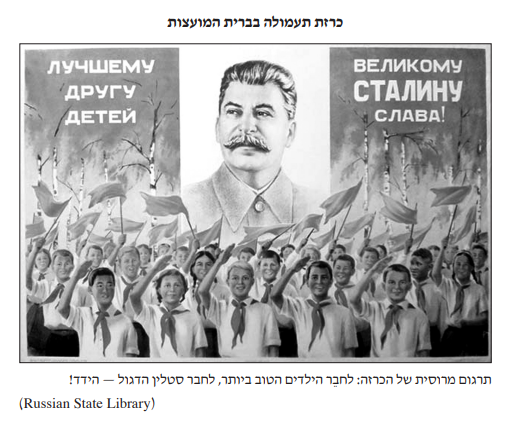 כרזת תעמולה בברית המועצות
ЛУЧШЕМУ
ДРУГУ
ДЕТЕЙ
ВЕЛИКОМУ
СТАЛИНУ
СЛАВА!
תרגום מרוסית של הכרזה: לחבֵר הילדים הטוב ביותר, לחבר סטלין הדגול — הידד!
(Russian State Library)